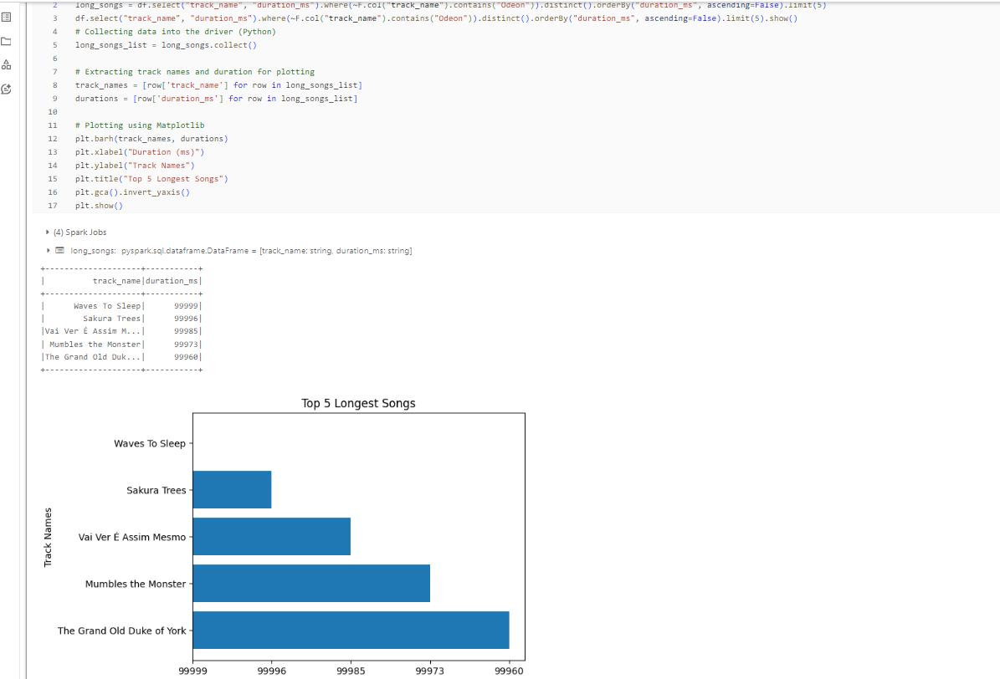 2 long_songs = df.select("track_name", "duration_ms").where(~F.col("track_name").contains("Odeon")).distinct().orderBy("duration_ms", ascending=False).limit(5)
3 df.select("track_name", "duration_ms").where(~F.col("track_name").contains("Odeon")).distinct().orderBy("duration_ms", ascending=False).limit(5).show()
4 # Collecting data into the driver (Python)
5 long_songs_list = long_songs.collect()
6
7 # Extracting track names and duration for plotting
8 track_names = [row['track_name'] for row in long_songs_list]
9 durations = [row['duration_ms'] for row in long_songs_list]
10
11 # Plotting using Matplotlib
12 plt.barh(track_names, durations)
13 plt.xlabel("Duration (ms)")
14 plt.ylabel("Track Names")
15 plt.title("Top 5 Longest Songs")
16 plt.gca().invert_yaxis()
17 plt.show()
(4) Spark Jobs
long_songs: pyspark.sql.dataframe.DataFrame = [track_name: string, duration_ms: string]
+-------------------+-----------+
|         track_name|duration_ms|
+-------------------+-----------+
|     Waves To Sleep|      99999|
|       Sakura Trees|      99996|
|Vai Ver É Assim M...|      99985|
| Mumbles the Monster|      99973|
|The Grand Old Duk...|      99960|
+-------------------+-----------+
Top 5 Longest Songs
Track Names
Waves To Sleep
Sakura Trees
Vai Ver É Assim Mesmo
Mumbles the Monster
The Grand Old Duke of York
99999 99996 99985 99973 99960